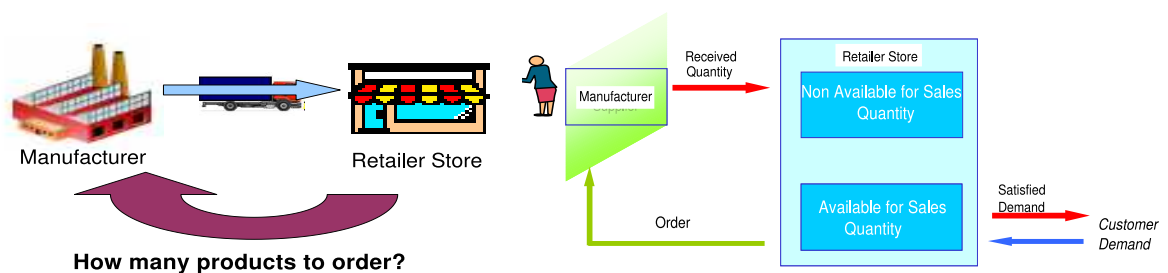 Manufacturer
Retailer Store
How many products to order?
Manufacturer
Supplier
Received
Quantity
Order
Retailer Store
Non Available for Sales
Quantity
Available for Sales
Quantity
Satisfied
Demand
Customer
Demand